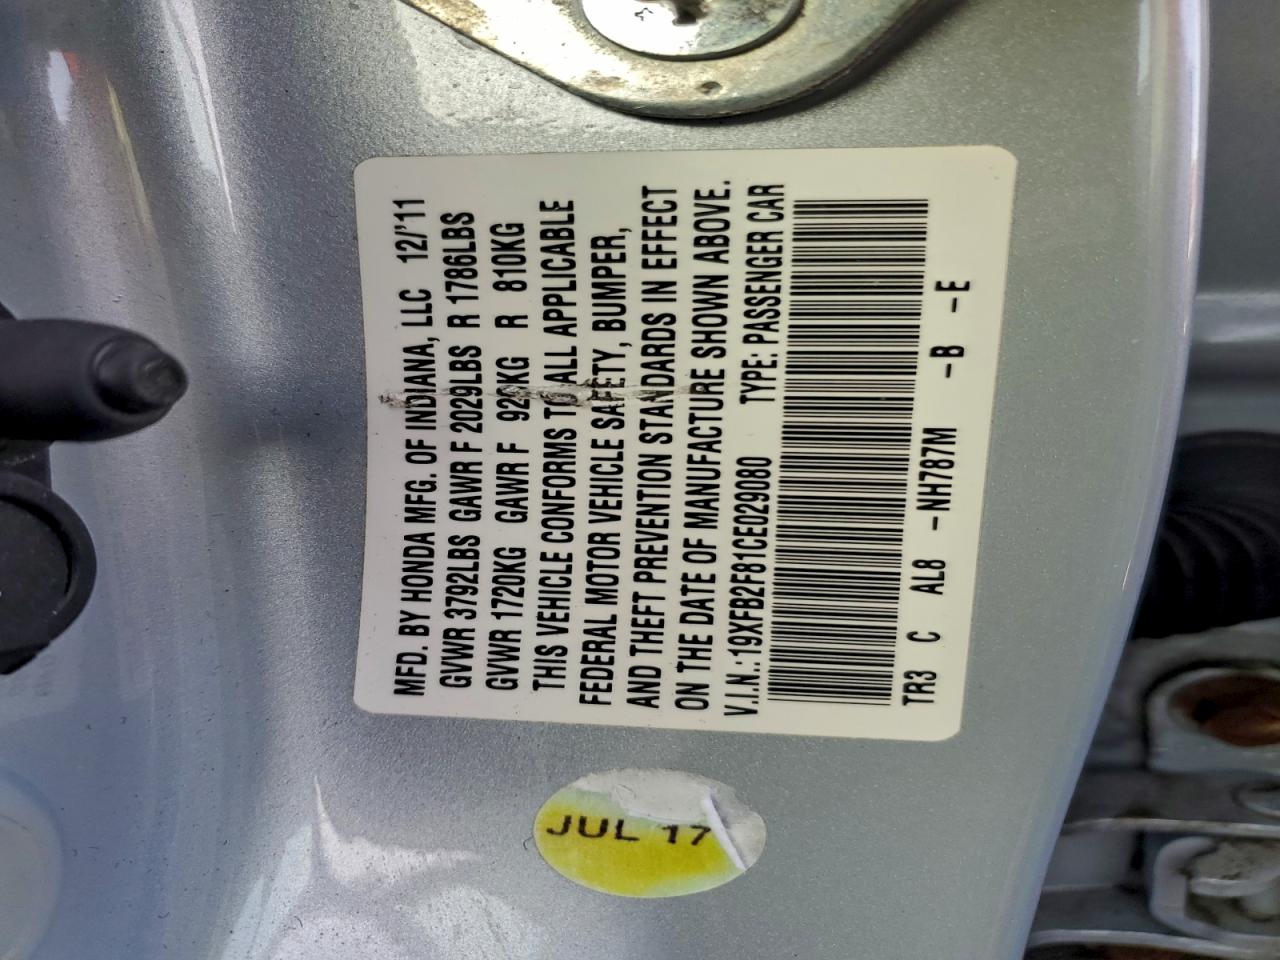 MFD. BY HONDA MFG. OF INDIANA, LLC 12/'11
GVWR 3792LBS GAWR F 2029LBS R 1786LBS
GVWR 1720KG GAWR F R 810KG
THIS VEHICLE CONFORMS TO ALL APPLICABLE
FEDERAL MOTOR VEHICLE SAFETY, BUMPER,
AND THEFT PREVENTION STANDARDS IN EFFECT
ON THE DATE OF MANUFACTURE SHOWN ABOVE.
V.I.N.: 19XFB2F81CE029080 TYPE: PASSENGER CAR
TR3 C AL8 -NH787M -B -E
JUL 17